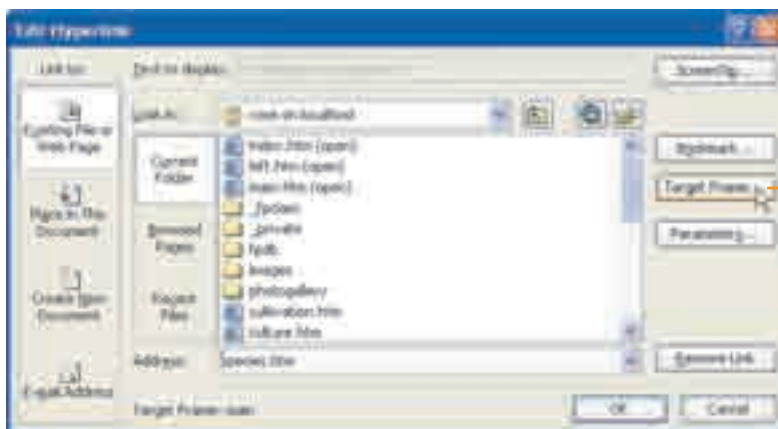 Edit Hyperlink
Link to:
Text to display:
ScreenTip...
Existing File or
Web Page
Look in:
Current
Folder
index.htm (open)
left.htm (open)
main.htm (open)
_private
fpdb
images
photogallery
cultivation.htm
culture.htm
Bookmark...
Target Frame...
Parameters...
Place in This
Document
Browsed
Pages
Create New
Document
Recent
Files
E-mail Address
Address:
species.htm
Remove Link
Target Frame: main
OK
Cancel